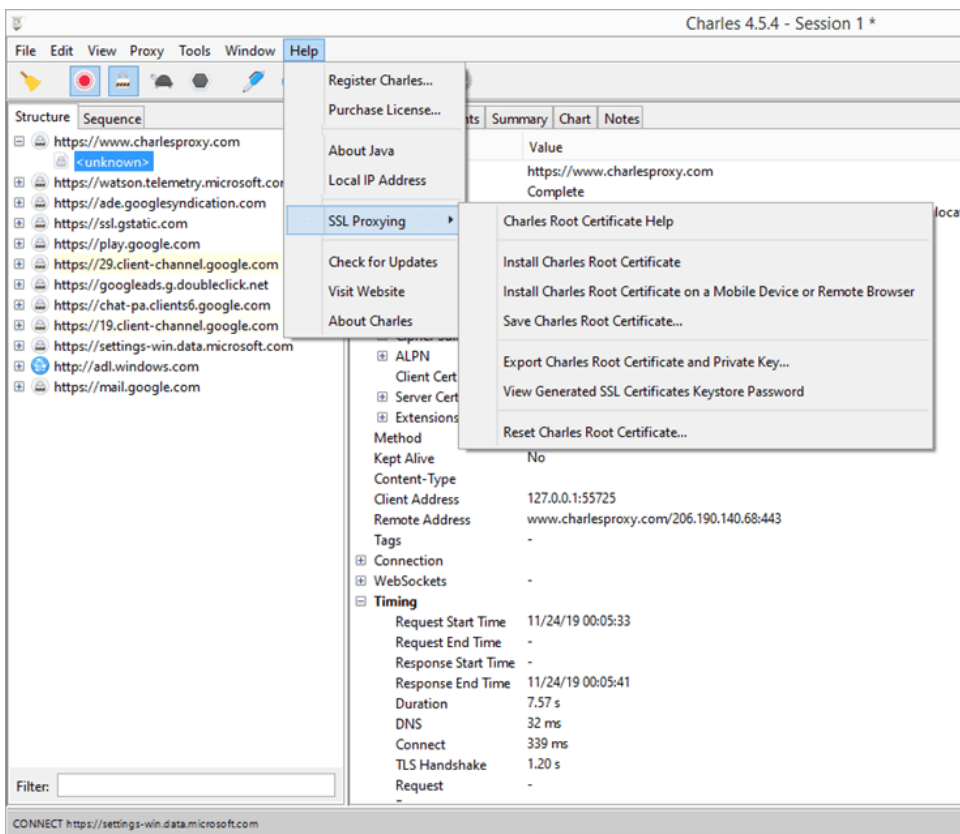 Charles 4.5.4 - Session 1 *
File Edit View Proxy Tools Window Help
Register Charles...
Purchase License...
About Java
Local IP Address
SSL Proxying
Check for Updates
Visit Website
About Charles
Charles Root Certificate Help
Install Charles Root Certificate
Install Charles Root Certificate on a Mobile Device or Remote Browser
Save Charles Root Certificate...
Export Charles Root Certificate and Private Key...
View Generated SSL Certificates Keystore Password
Reset Charles Root Certificate...
Structure Sequence
https://www.charlesproxy.com
<unknown>
https://watson.telemetry.microsoft.cor
https://ade.googlesyndication.com
https://ssl.gstatic.com
https://play.google.com
https://29.client-channel.google.com
https://googleads.g.doubleclick.net
https://chat-pa.clients6.google.com
https://19.client-channel.google.com
https://settings-win.data.microsoft.com
http://adl.windows.com
https://mail.google.com
Filter:
Summary Chart Notes
Value
https://www.charlesproxy.com
Complete
ALPN
Client Cert
Server Cert
Extensions
Method
Kept Alive No
Content-Type
Client Address 127.0.0.1:55725
Remote Address www.charlesproxy.com/206.190.140.68:443
Tags -
Connection
WebSockets -
Timing
Request Start Time 11/24/19 00:05:33
Request End Time -
Response Start Time -
Response End Time 11/24/19 00:05:41
Duration 7.57 s
DNS 32 ms
Connect 339 ms
TLS Handshake 1.20 s
Request -
CONNECT https://settings-win.data.microsoft.com